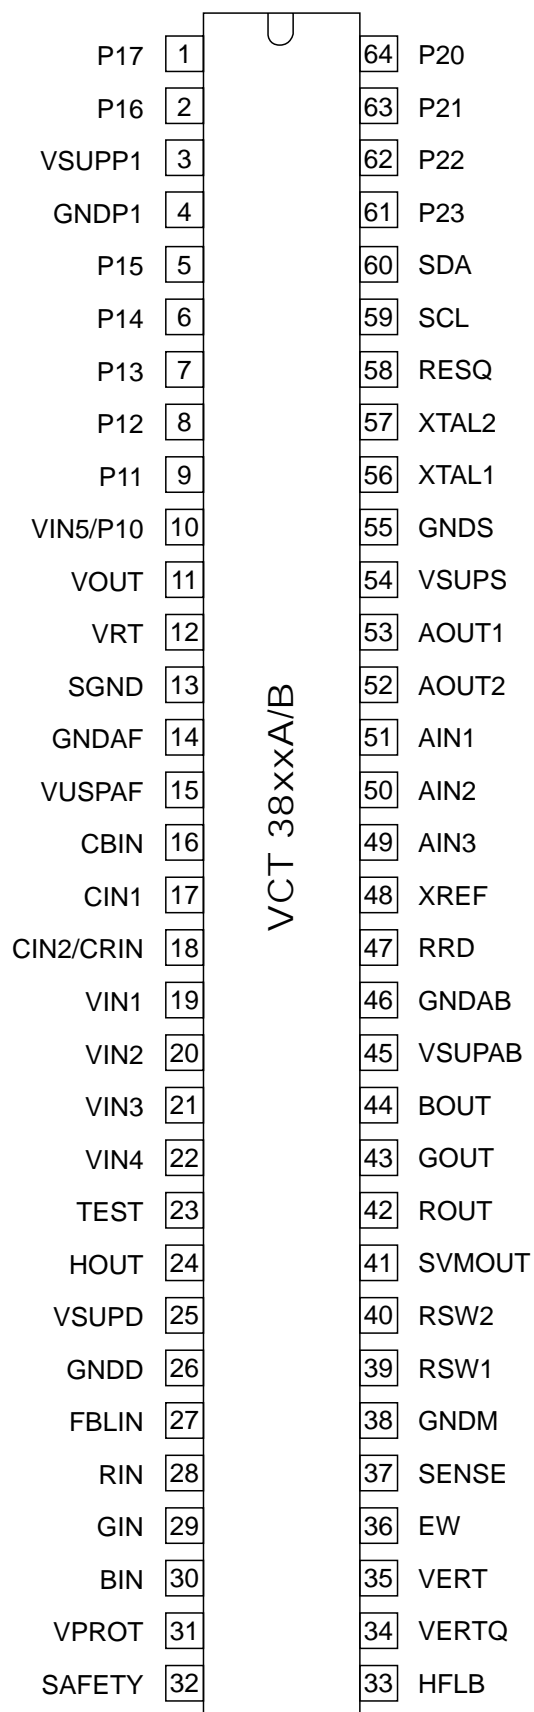 P17 1 64 P20
P16 2 63 P21
VSUPP1 3 62 P22
GNDP1 4 61 P23
P15 5 60 SDA
P14 6 59 SCL
P13 7 58 RESQ
P12 8 57 XTAL2
P11 9 56 XTAL1
VIN5/P10 10 55 GNDS
VOUT 11 54 VSUPS
VRT 12 53 AOUT1
SGND 13 52 AOUT2
GNDAF 14 51 AIN1
VUSPAF 15 50 AIN2
CBIN 16 49 AIN3
CIN1 17 48 XREF
CIN2/CRIN 18 47 RRD
VIN1 19 46 GNDAB
VIN2 20 45 VSUPAB
VIN3 21 44 BOUT
VIN4 22 43 GOUT
TEST 23 42 ROUT
HOUT 24 41 SVMOUT
VSUPD 25 40 RSW2
GNDD 26 39 RSW1
FBLIN 27 38 GNDM
RIN 28 37 SENSE
GIN 29 36 EW
BIN 30 35 VERT
VPROT 31 34 VERTQ
SAFETY 32 33 HFLB
VCT 38xxA/B